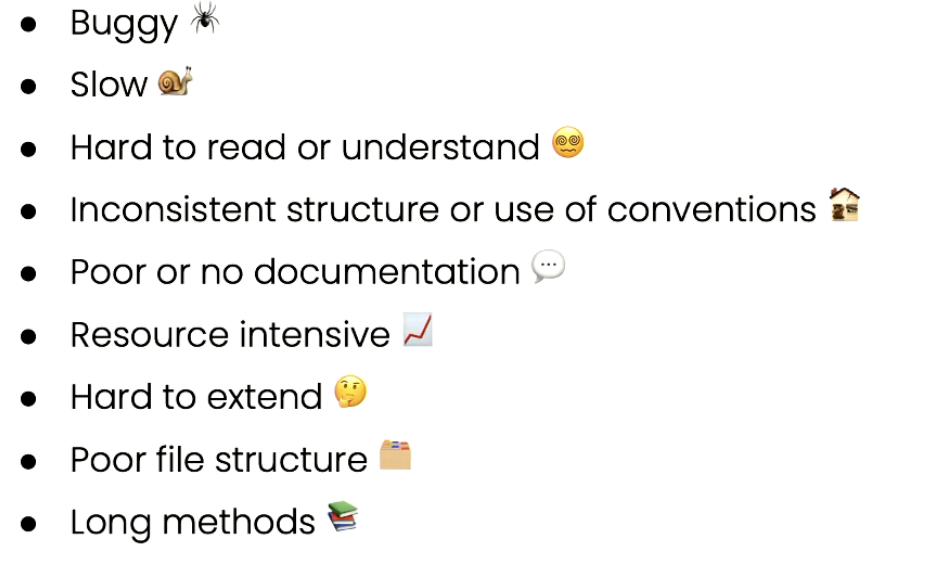 ● Buggy 🕷️
● Slow 🐌
● Hard to read or understand 😵‍💫
● Inconsistent structure or use of conventions 🏚️
● Poor or no documentation 💬
● Resource intensive 📈
● Hard to extend 🤔
● Poor file structure 🗂️
● Long methods 📚